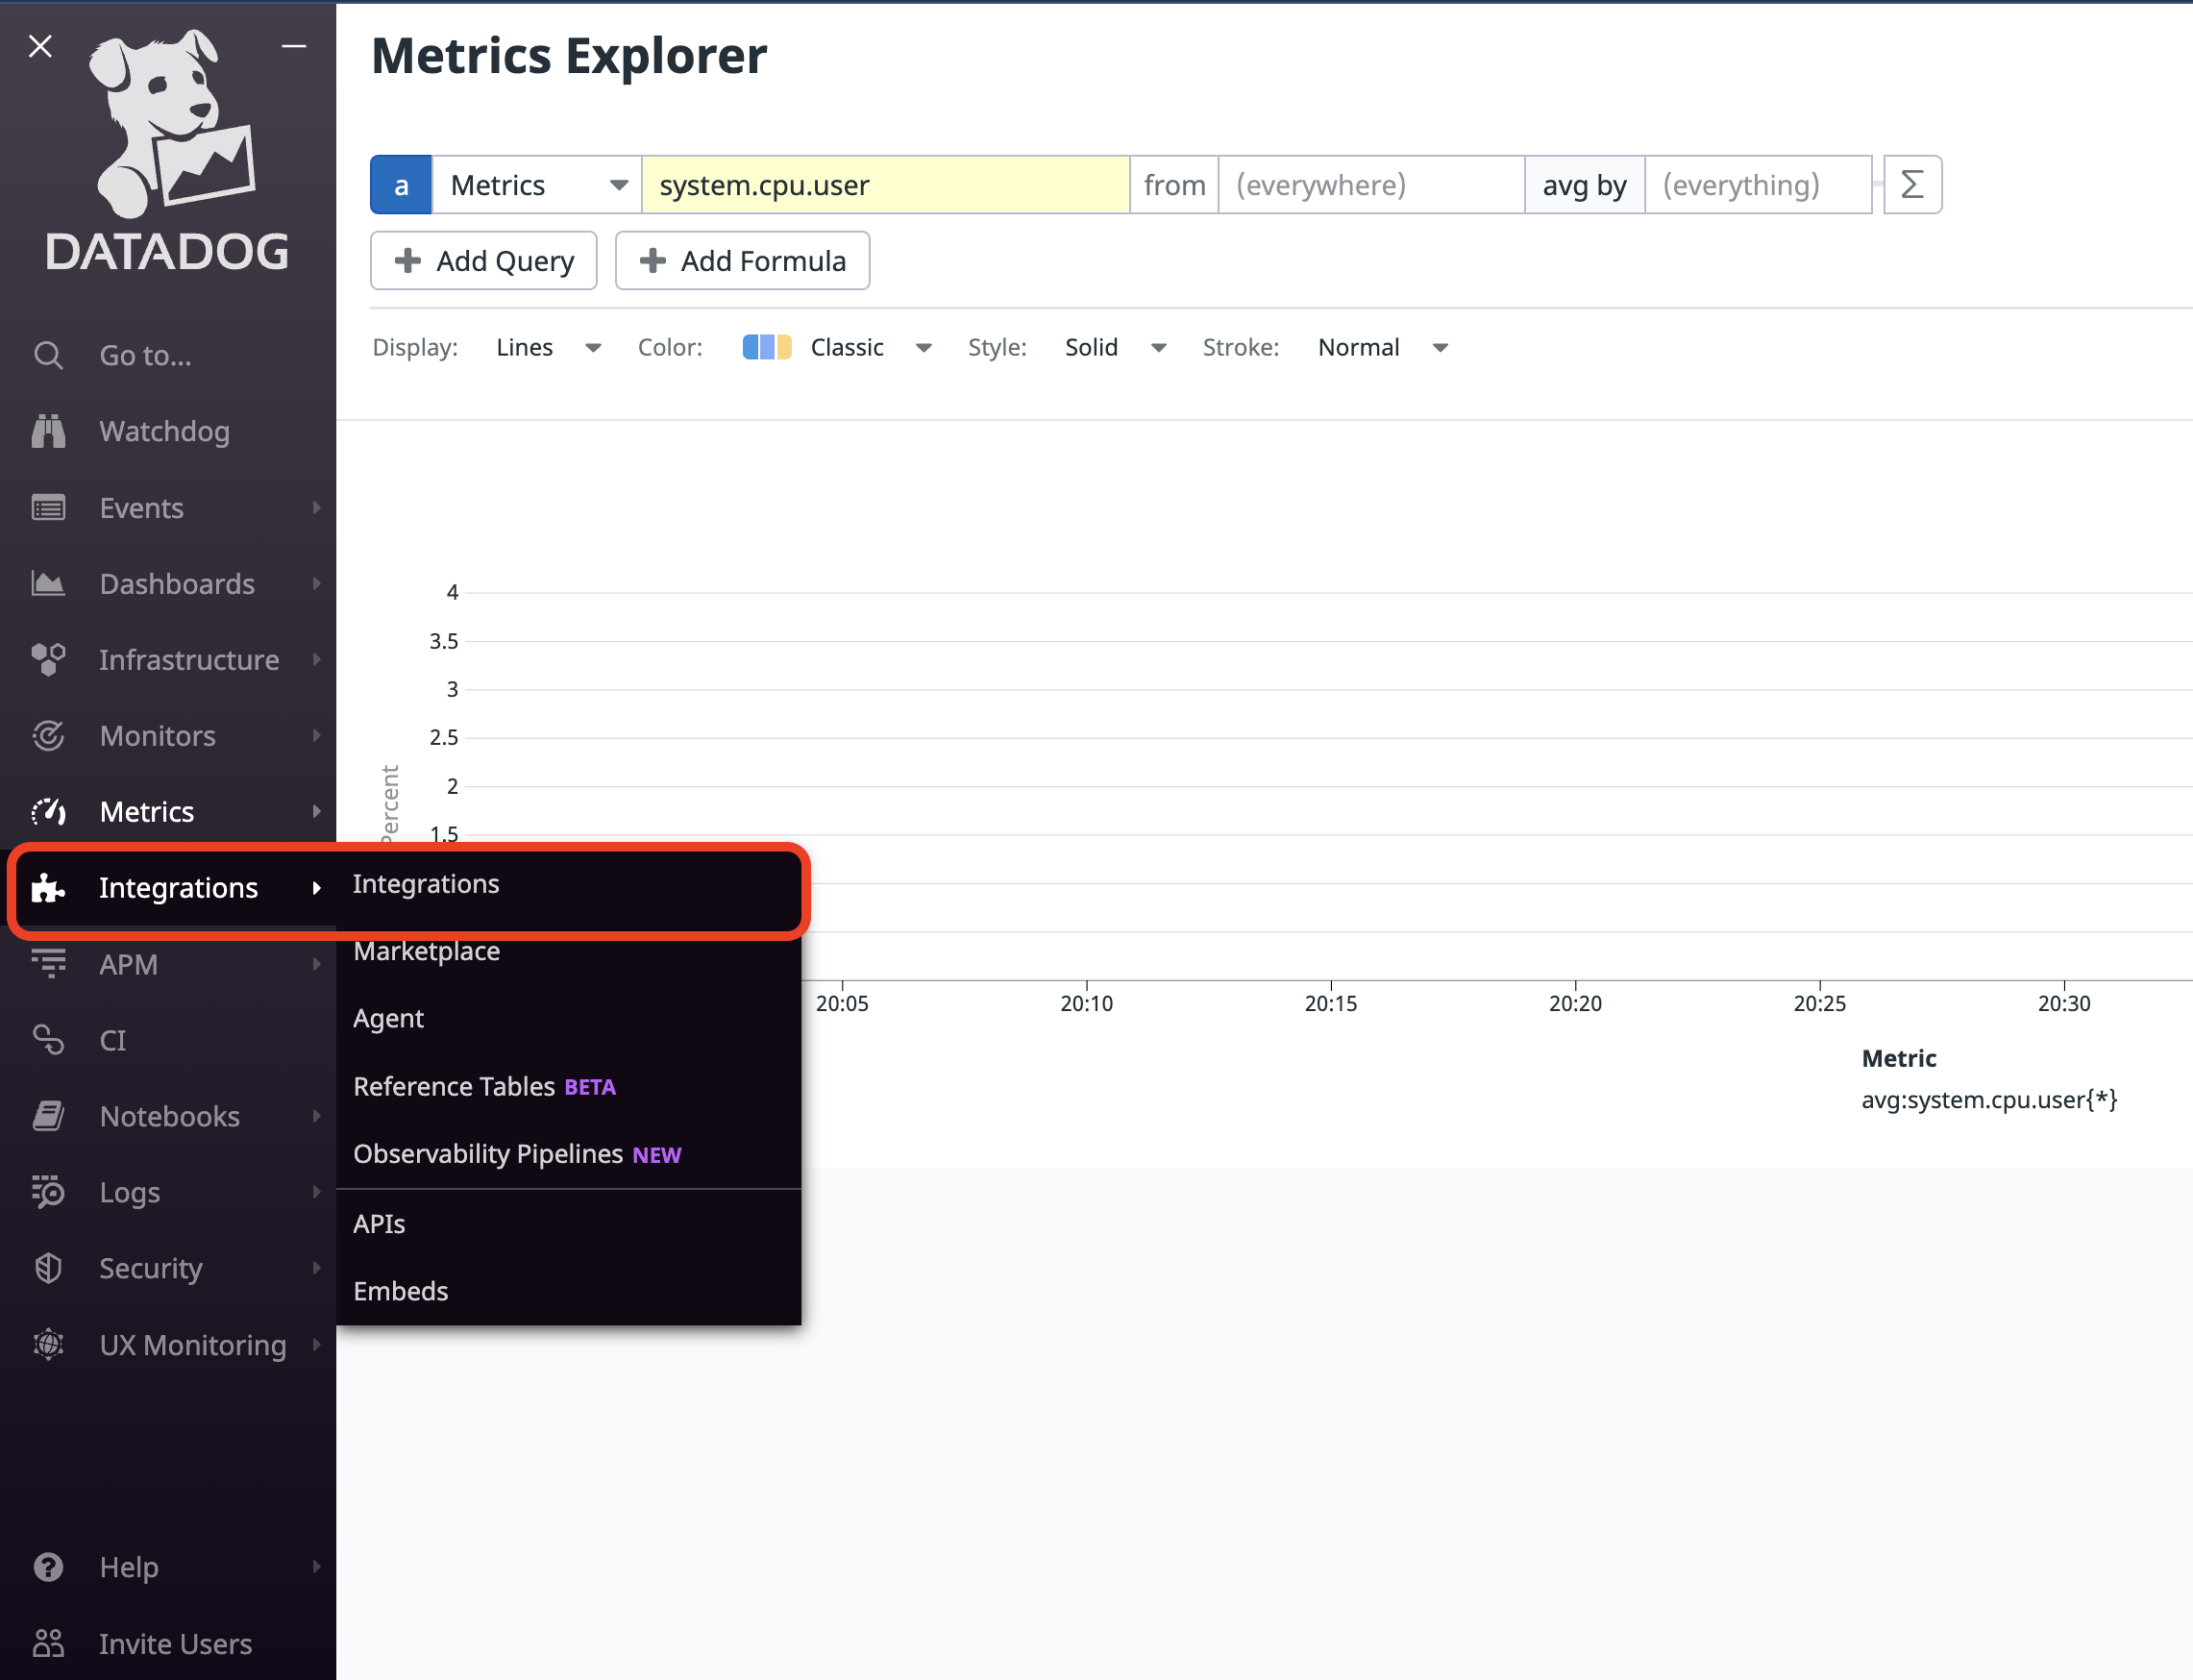 DATADOG
Go to...
Watchdog
Events
Dashboards
Infrastructure
Monitors
Metrics
Integrations
APM
CI
Notebooks
Logs
Security
UX Monitoring
Help
Invite Users
Integrations
Marketplace
Agent
Reference Tables BETA
Observability Pipelines NEW
APIs
Embeds
Metrics Explorer
a Metrics system.cpu.user from (everywhere) avg by (everything) Σ
Add Query Add Formula
Display: Lines Color: Classic Style: Solid Stroke: Normal
4
3.5
3
2.5
2
1.5
Percent
20:05 20:10 20:15 20:20 20:25 20:30
Metric
avg:system.cpu.user{*}